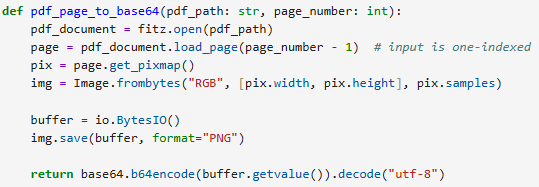 def pdf_page_to_base64(pdf_path: str, page_number: int):
    pdf_document = fitz.open(pdf_path)
    page = pdf_document.load_page(page_number - 1)  # input is one-indexed
    pix = page.get_pixmap()
    img = Image.frombytes("RGB", [pix.width, pix.height], pix.samples)

    buffer = io.BytesIO()
    img.save(buffer, format="PNG")

    return base64.b64encode(buffer.getvalue()).decode("utf-8")